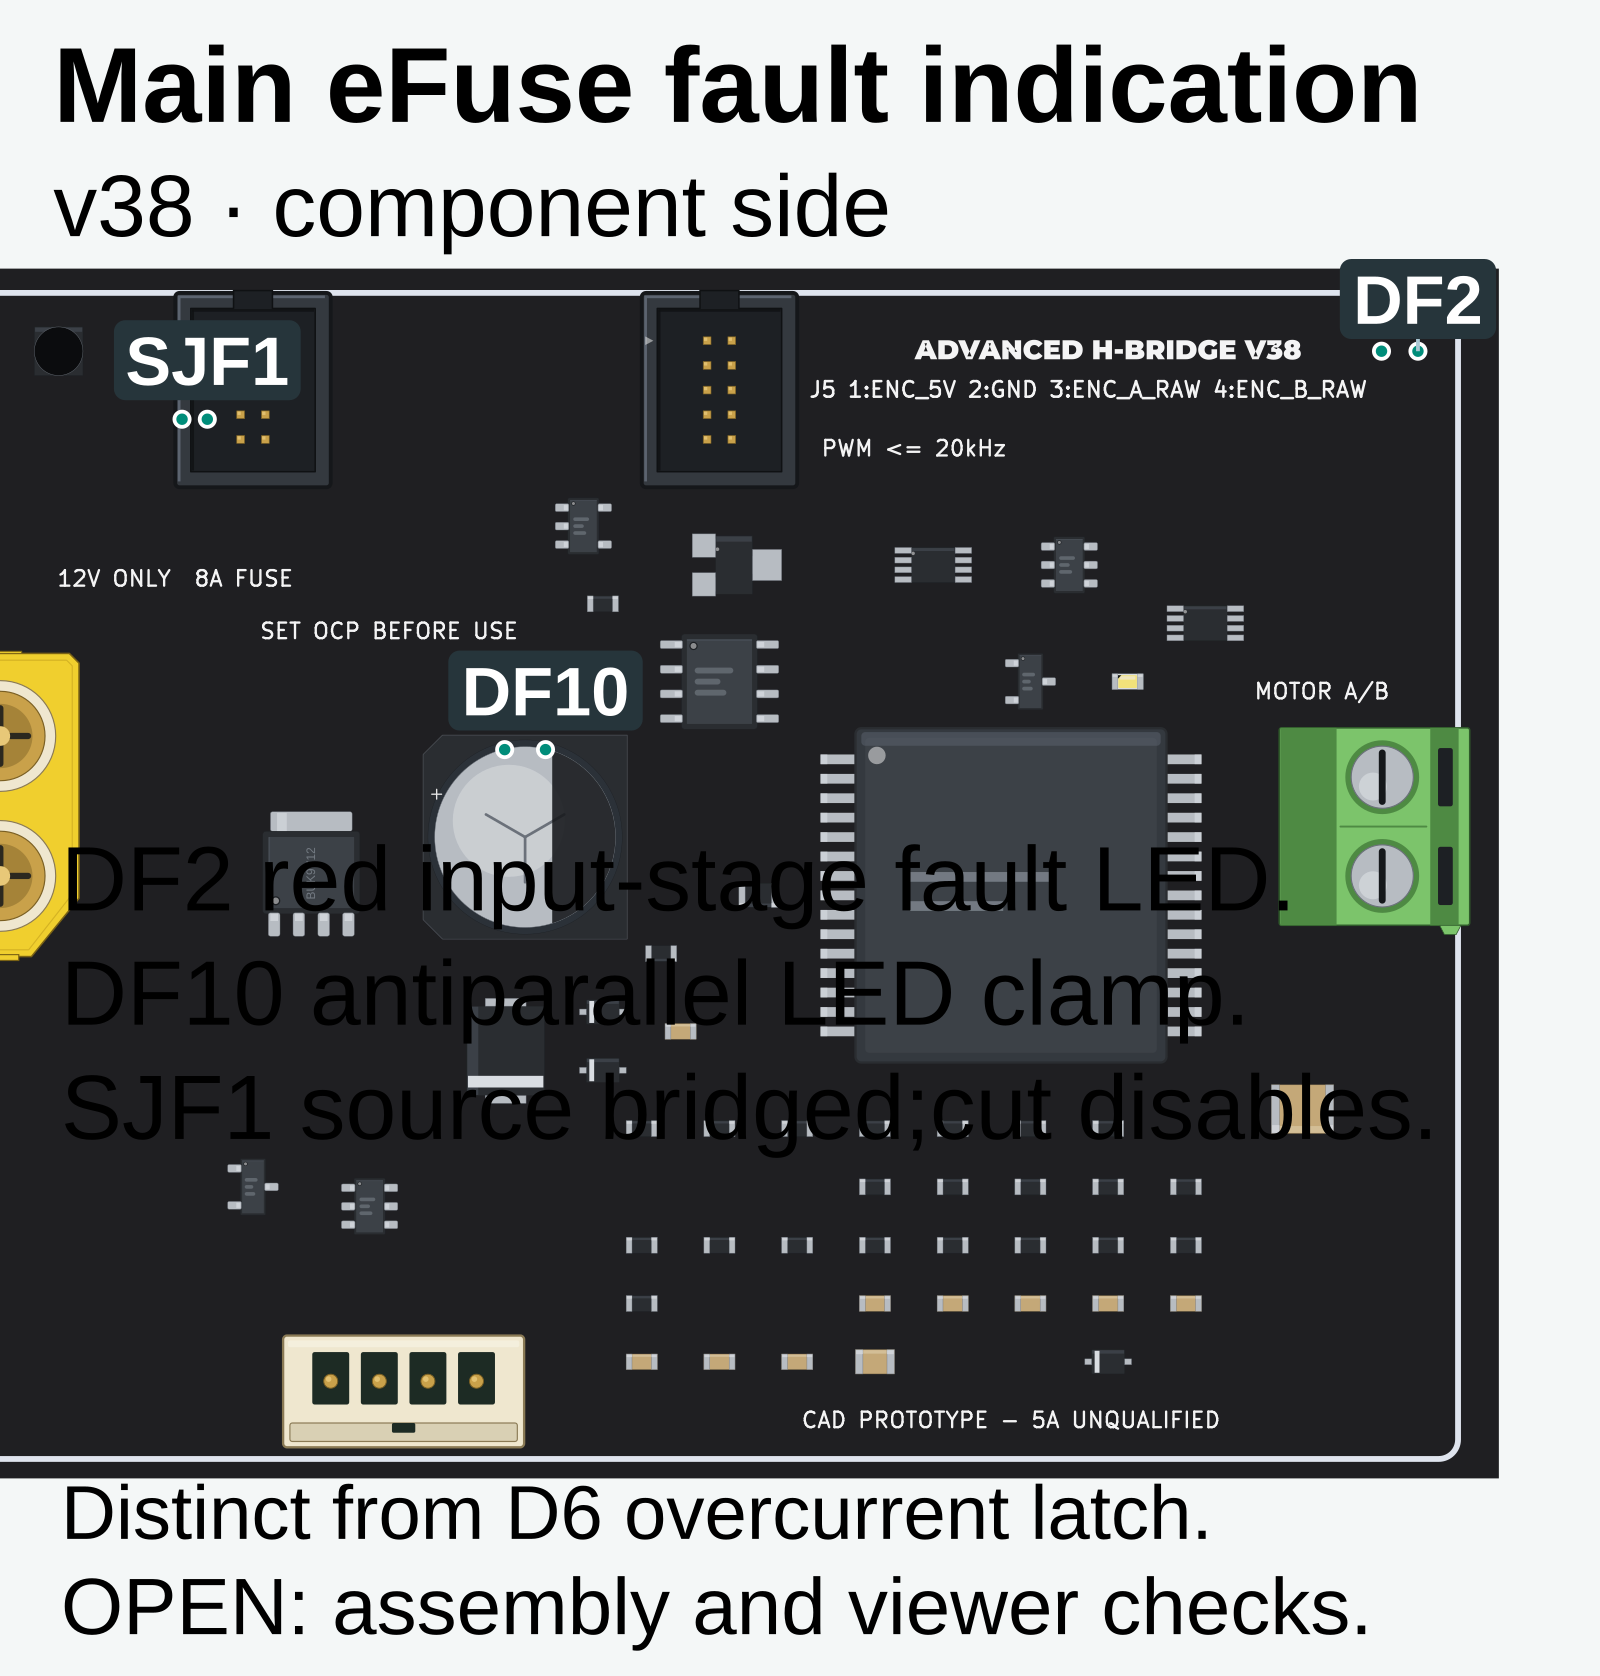 Main eFuse fault indication
v38 · component side
DF2
SJF1
ADVANCED H-BRIDGE V38
J5 1:ENC_5V 2:GND 3:ENC_A_RAW 4:ENC_B_RAW
PWM <= 20kHz
12V ONLY 8A FUSE
SET OCP BEFORE USE
DF10
MOTOR A/B
+
DF2 red input-stage fault LED.
DF10 antiparallel LED clamp.
SJF1 source bridged;cut disables.
CAD PROTOTYPE – 5A UNQUALIFIED
Distinct from D6 overcurrent latch.
OPEN: assembly and viewer checks.